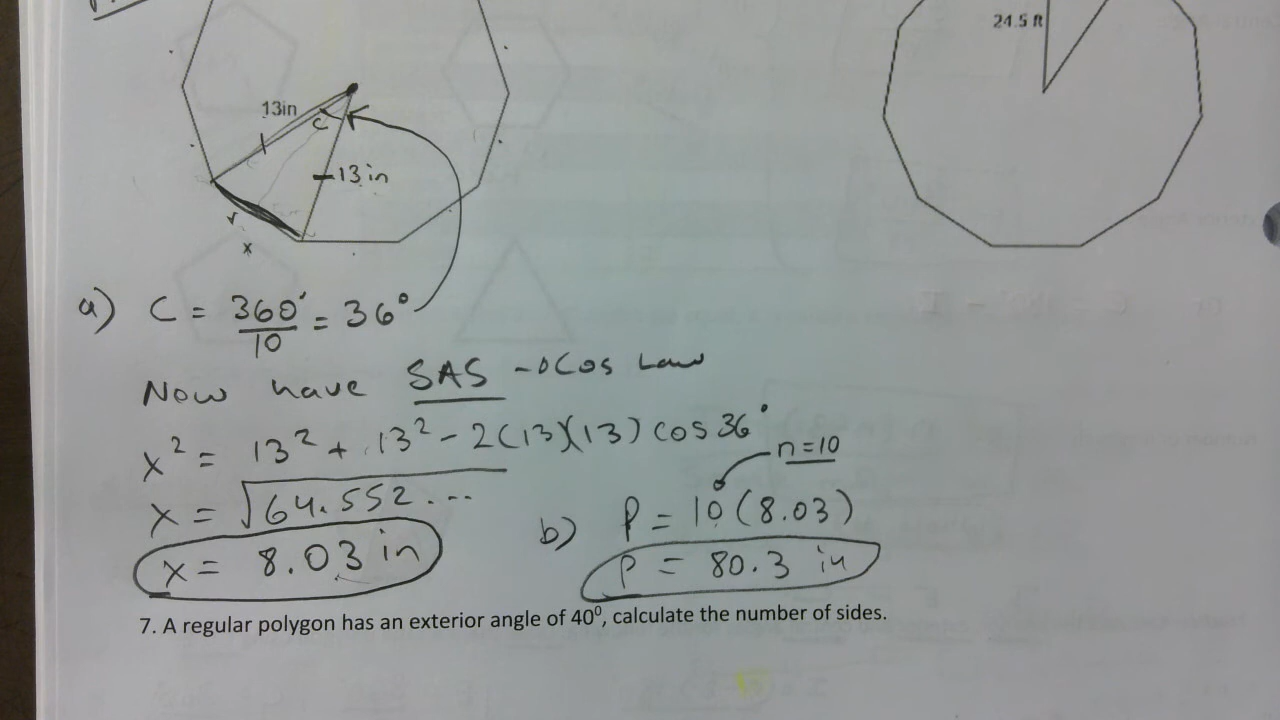 24.5 ft
13in
C
13 in
x
a) C = 360° / 10 = 36°
Now have SAS → Cos Law
x² = 13² + 13² - 2(13)(13) cos 36°
n=10
x = √64.552...
b) P = 10(8.03)
x = 8.03 in
P = 80.3 in
7. A regular polygon has an exterior angle of 40⁰, calculate the number of sides.